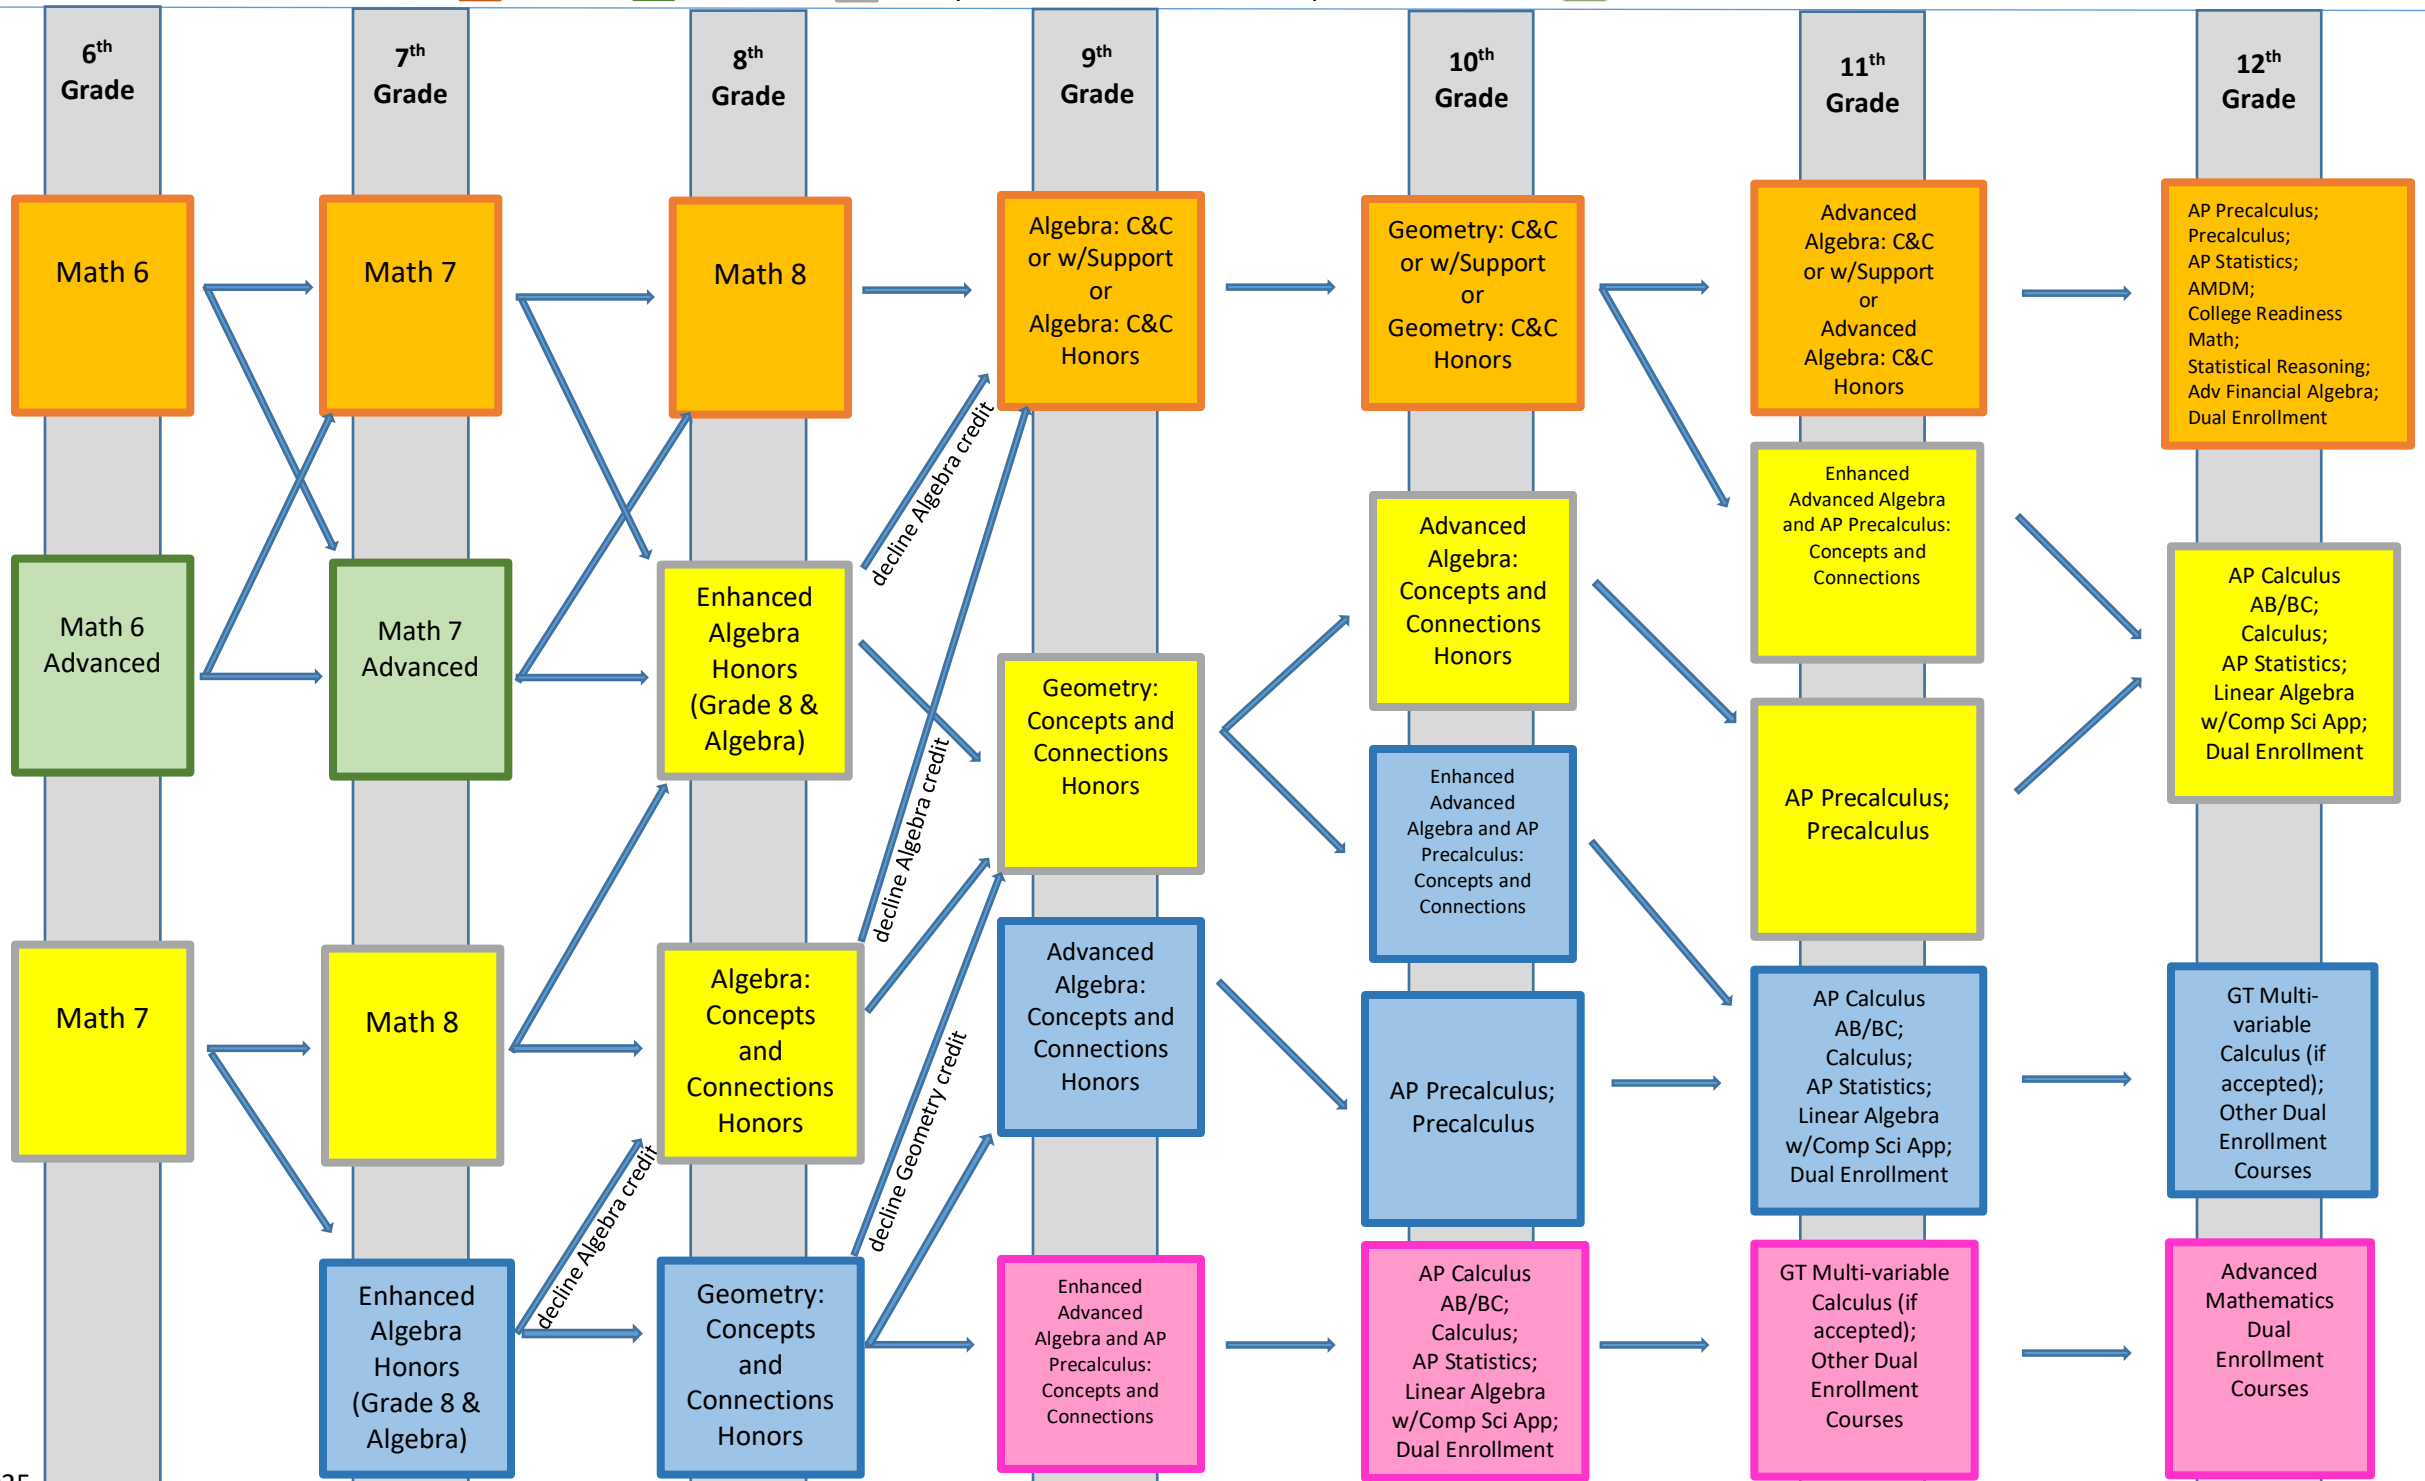 6th
Grade
7th
Grade
8th
Grade
9th
Grade
10th
Grade
11th
Grade
12th
Grade
Math 6
Math 6
Advanced
Math 7
Math 7
Math 7
Advanced
Math 8
Enhanced
Algebra
Honors
(Grade 8 &
Algebra)
decline Algebra credit
Math 8
Enhanced
Algebra
Honors
(Grade 8 &
Algebra)
Algebra:
Concepts
and
Connections
Honors
Geometry:
Concepts
and
Connections
Honors
decline Algebra credit
decline Algebra credit
decline Geometry credit
Algebra: C&C
or w/Support
or
Algebra: C&C
Honors
Geometry:
Concepts and
Connections
Honors
Advanced
Algebra:
Concepts and
Connections
Honors
Enhanced
Advanced
Algebra and AP
Precalculus:
Concepts and
Connections
Geometry: C&C
or w/Support
or
Geometry: C&C
Honors
Advanced
Algebra:
Concepts and
Connections
Honors
Enhanced
Advanced
Algebra and AP
Precalculus:
Concepts and
Connections
AP Precalculus;
Precalculus
AP Calculus
AB/BC;
Calculus;
AP Statistics;
Linear Algebra
w/Comp Sci App;
Dual Enrollment
Advanced
Algebra: C&C
or w/Support
or
Advanced
Algebra: C&C
Honors
Enhanced
Advanced Algebra
and AP Precalculus:
Concepts and
Connections
AP Precalculus;
Precalculus
AP Calculus
AB/BC;
Calculus;
AP Statistics;
Linear Algebra
w/Comp Sci App;
Dual Enrollment
GT Multi-variable
Calculus (if
accepted);
Other Dual
Enrollment
Courses
AP Precalculus;
Precalculus;
AP Statistics;
AMDM;
College Readiness
Math;
Statistical Reasoning;
Adv Financial Algebra;
Dual Enrollment
AP Calculus
AB/BC;
Calculus;
AP Statistics;
Linear Algebra
w/Comp Sci App;
Dual Enrollment
GT Multi-
variable
Calculus (if
accepted);
Other Dual
Enrollment
Courses
Advanced
Mathematics
Dual
Enrollment
Courses